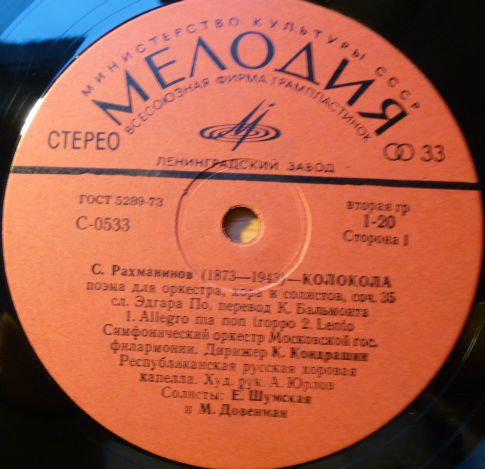 МИНИСТЕРСТВО КУЛЬТУРЫ СССР
МЕЛОДИЯ
ВСЕСОЮЗНАЯ ФИРМА ГРАМПЛАСТИНОК
СТЕРЕО
33
ЛЕНИНГРАДСКИЙ ЗАВОД
ГОСТ 5289-73
вторая гр
С-0533
1-20
Сторона 1
С. Рахманинов (1873—1943)—КОЛОКОЛА
поэма для оркестра, хора и солистов, соч. 35
сл. Эдгара По, перевод К. Бальмонта
1. Allegro ma non troppo 2. Lento
Симфонический оркестр Московской гос.
филармонии. Дирижер К. Кондрашин
Республиканская русская хоровая
капелла. Худ. рук. А. Юрлов
Солисты: Е. Шумская
и М. Довенман